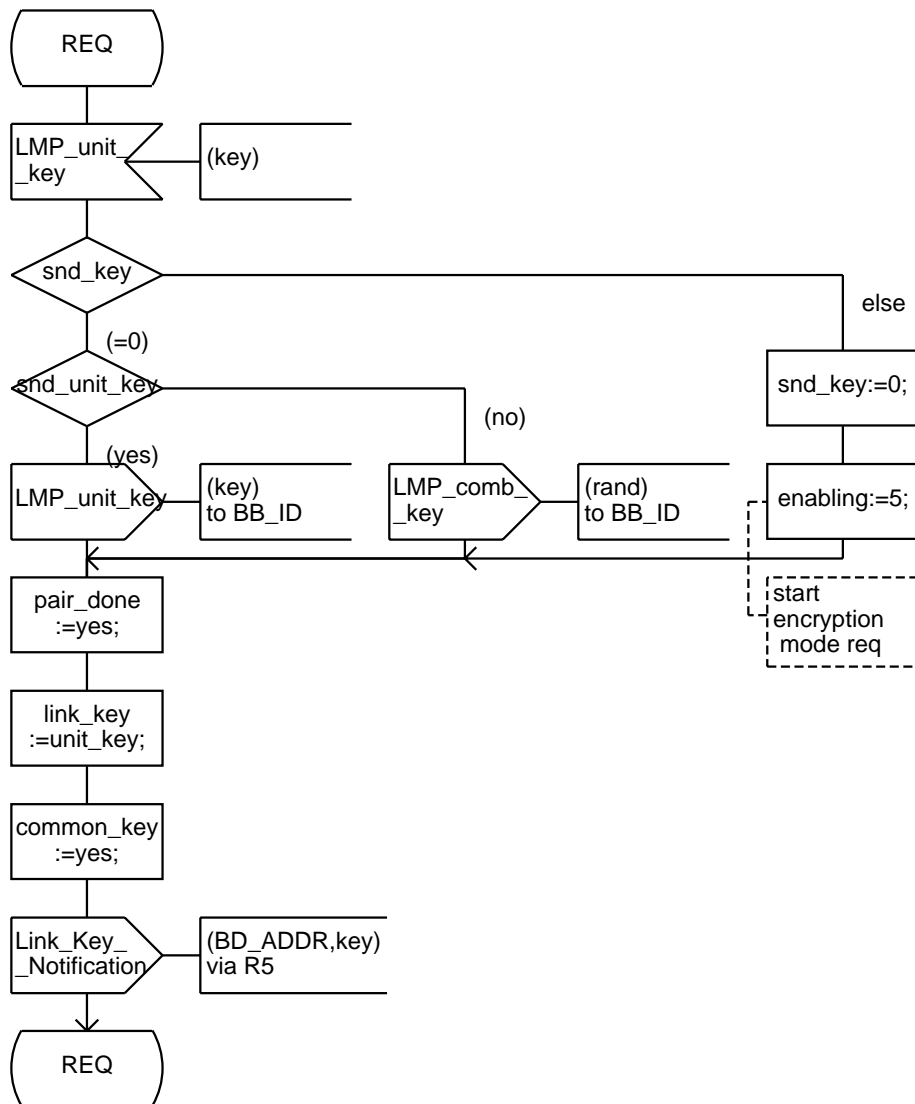 REQ
LMP_unit_
_key
(key)
snd_key
else
(=0)
snd_unit_key
snd_key:=0;
(no)
(yes)
LMP_unit_key
(key)
to BB_ID
LMP_comb_
_key
(rand)
to BB_ID
enabling:=5;
pair_done
:=yes;
start
encryption
mode req
link_key
:=unit_key;
common_key
:=yes;
Link_Key_
_Notification
(BD_ADDR,key)
via R5
REQ